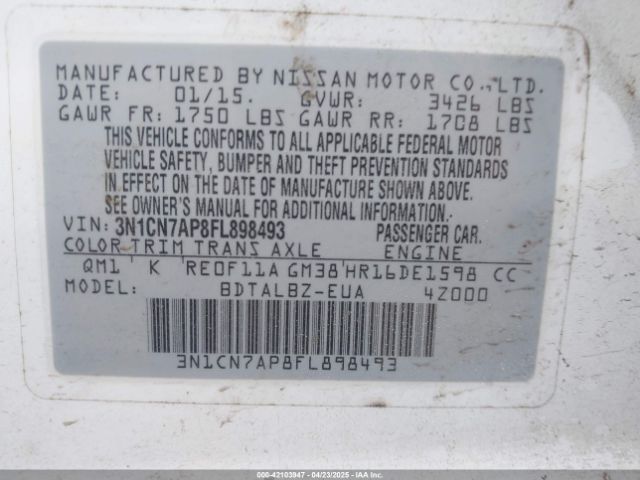 MANUFACTURED BY NISSAN MOTOR CO., LTD.
DATE: 01/15. GVWR: 3426 LBS
GAWR FR: 1750 LBS GAWR RR: 1708 LBS
THIS VEHICLE CONFORMS TO ALL APPLICABLE FEDERAL MOTOR
VEHICLE SAFETY, BUMPER AND THEFT PREVENTION STANDARDS
IN EFFECT ON THE DATE OF MANUFACTURE SHOWN ABOVE.
SEE OWNER'S MANUAL FOR ADDITIONAL INFORMATION.
VIN: 3N1CN7AP8FL898493 PASSENGER CAR.
COLOR TRIM TRANS AXLE ENGINE
QM1 K RE0F11A GM38 HR16DE1598 CC
MODEL: BDTALBZ-EUA 4Z000
3N1CN7AP8FL898493
000-42103947 - 04/23/2025 - IAAI.COM